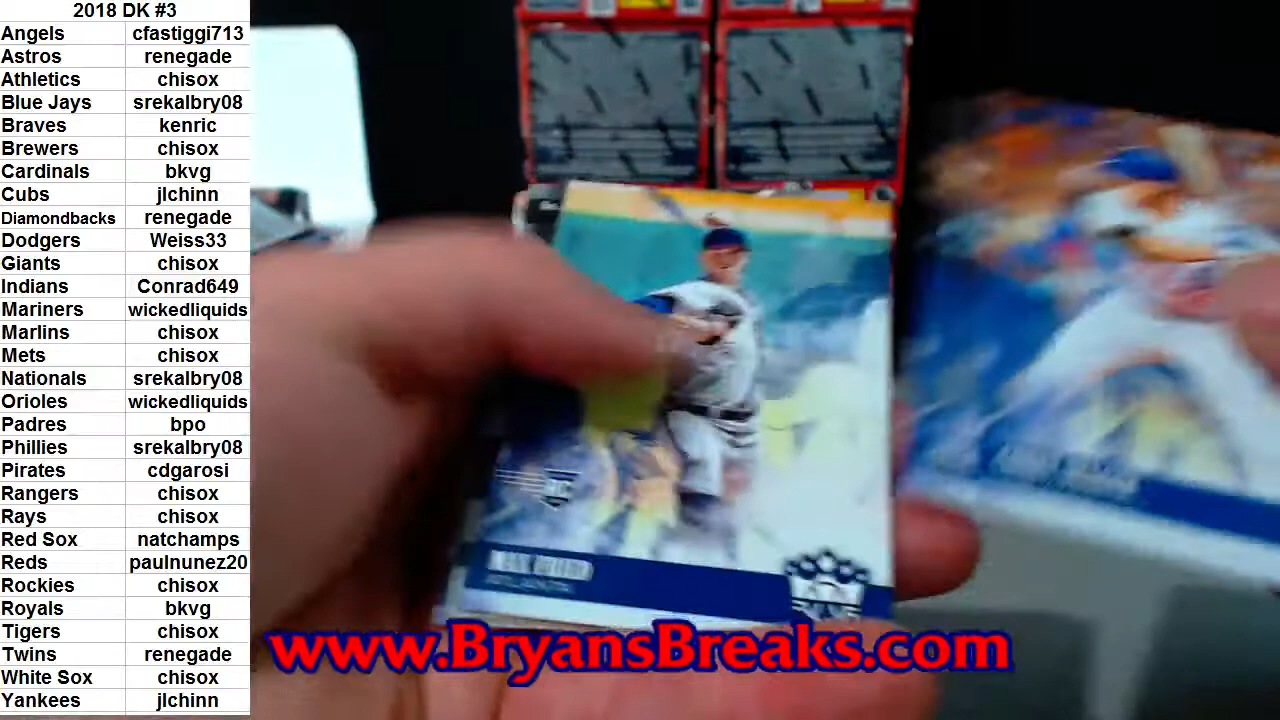 2018 DK #3
Angels cfastiggi713
Astros renegade
Athletics chisox
Blue Jays srekalbry08
Braves kenric
Brewers chisox
Cardinals bkvg
Cubs jlchinn
Diamondbacks renegade
Dodgers Weiss33
Giants chisox
Indians Conrad649
Mariners wickedliquids
Marlins chisox
Mets chisox
Nationals srekalbry08
Orioles wickedliquids
Padres bpo
Phillies srekalbry08
Pirates cdgarosi
Rangers chisox
Rays chisox
Red Sox natchamps
Reds paulnunez20
Rockies chisox
Royals bkvg
Tigers chisox
Twins renegade
White Sox chisox
Yankees jlchinn
www.BryansBreaks.com